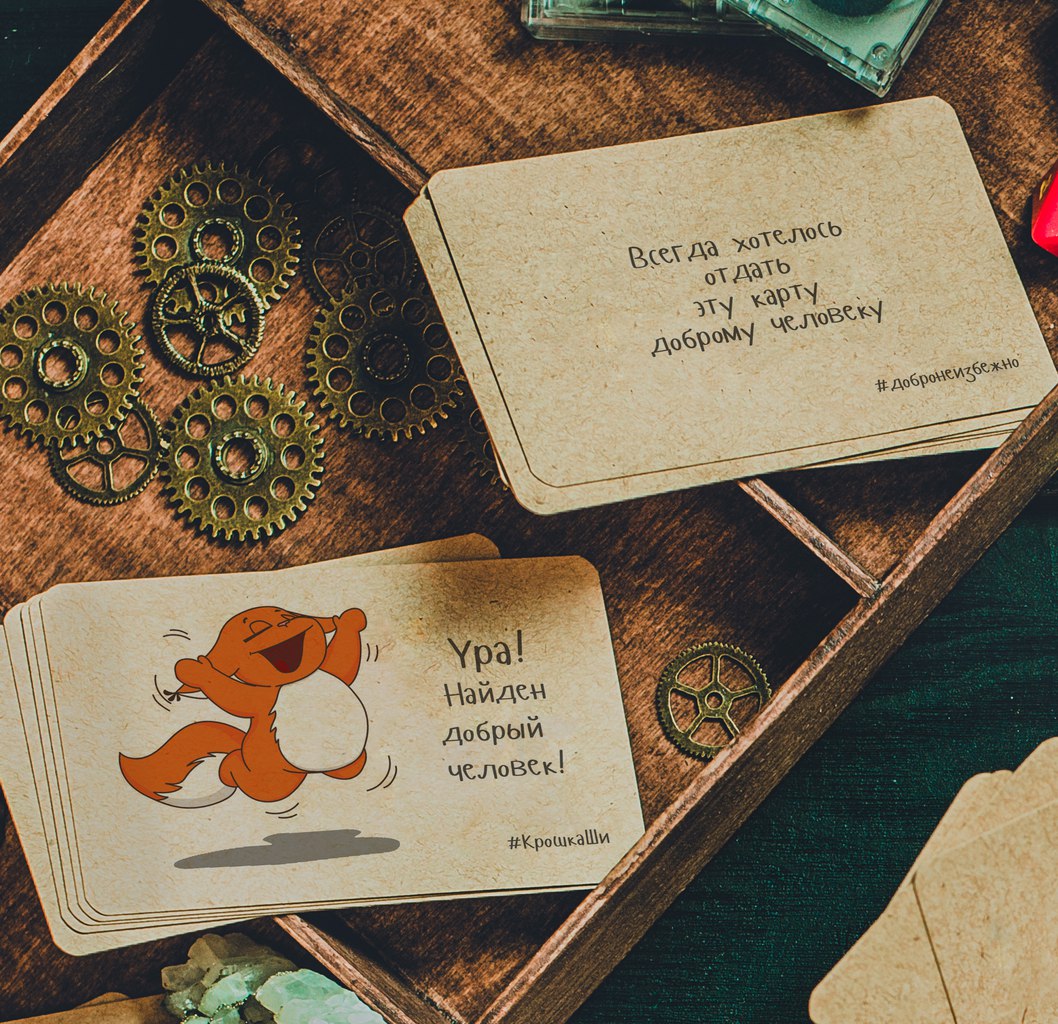 Всегда хотелось
отдать
эту карту
доброму человеку
#добронеизбежно
Ура!
Найден
добрый
человек!
#КрошкаШи